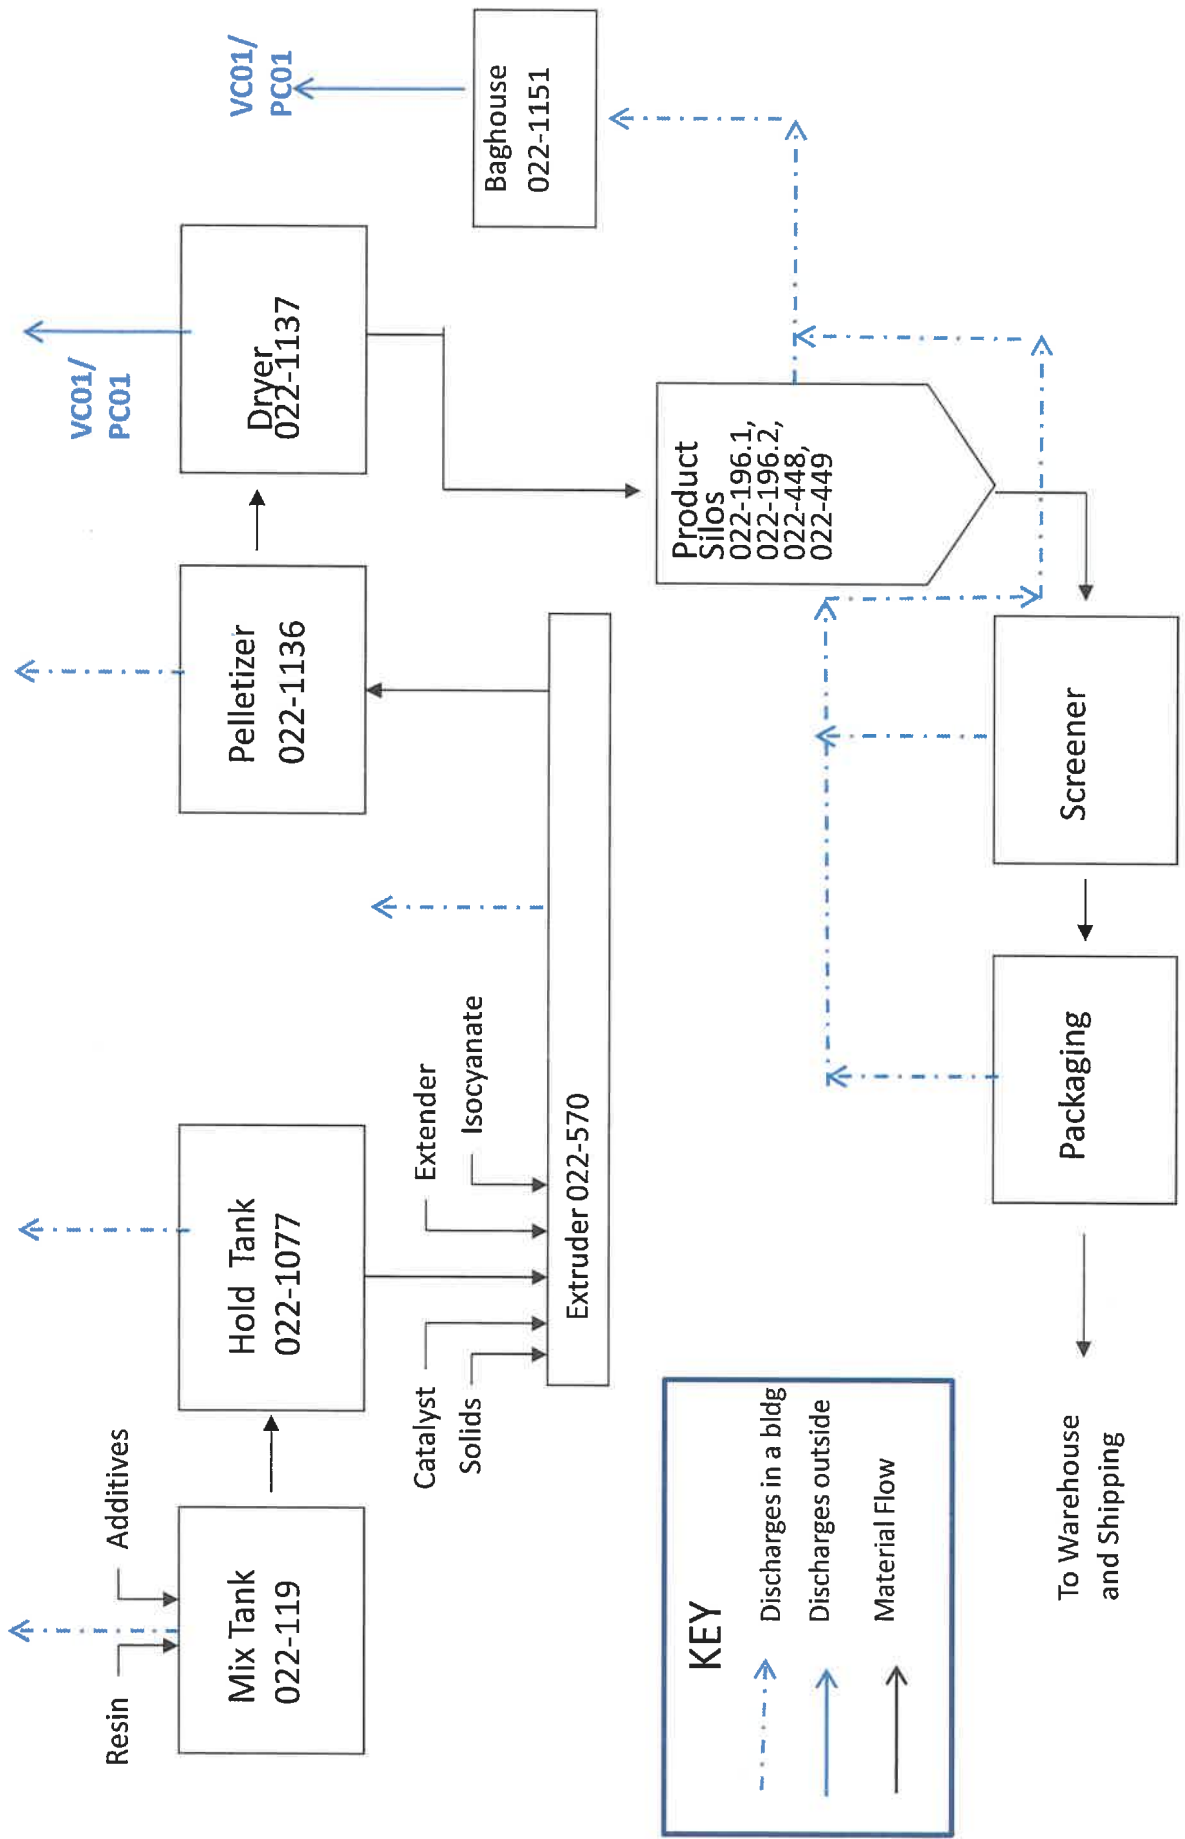 Resin
Additives
Mix Tank
022-119
Hold Tank
022-1077
Pelletizer
022-1136
Dryer
022-1137
VC01/
PC01
VC01/
PC01
Baghouse
022-1151
Catalyst
Solids
Extender
Isocyanate
Extruder 022-570
Product
Silos
022-196.1,
022-196.2,
022-448,
022-449
KEY
Discharges in a bldg
Discharges outside
Material Flow
To Warehouse
and Shipping
Packaging
Screener